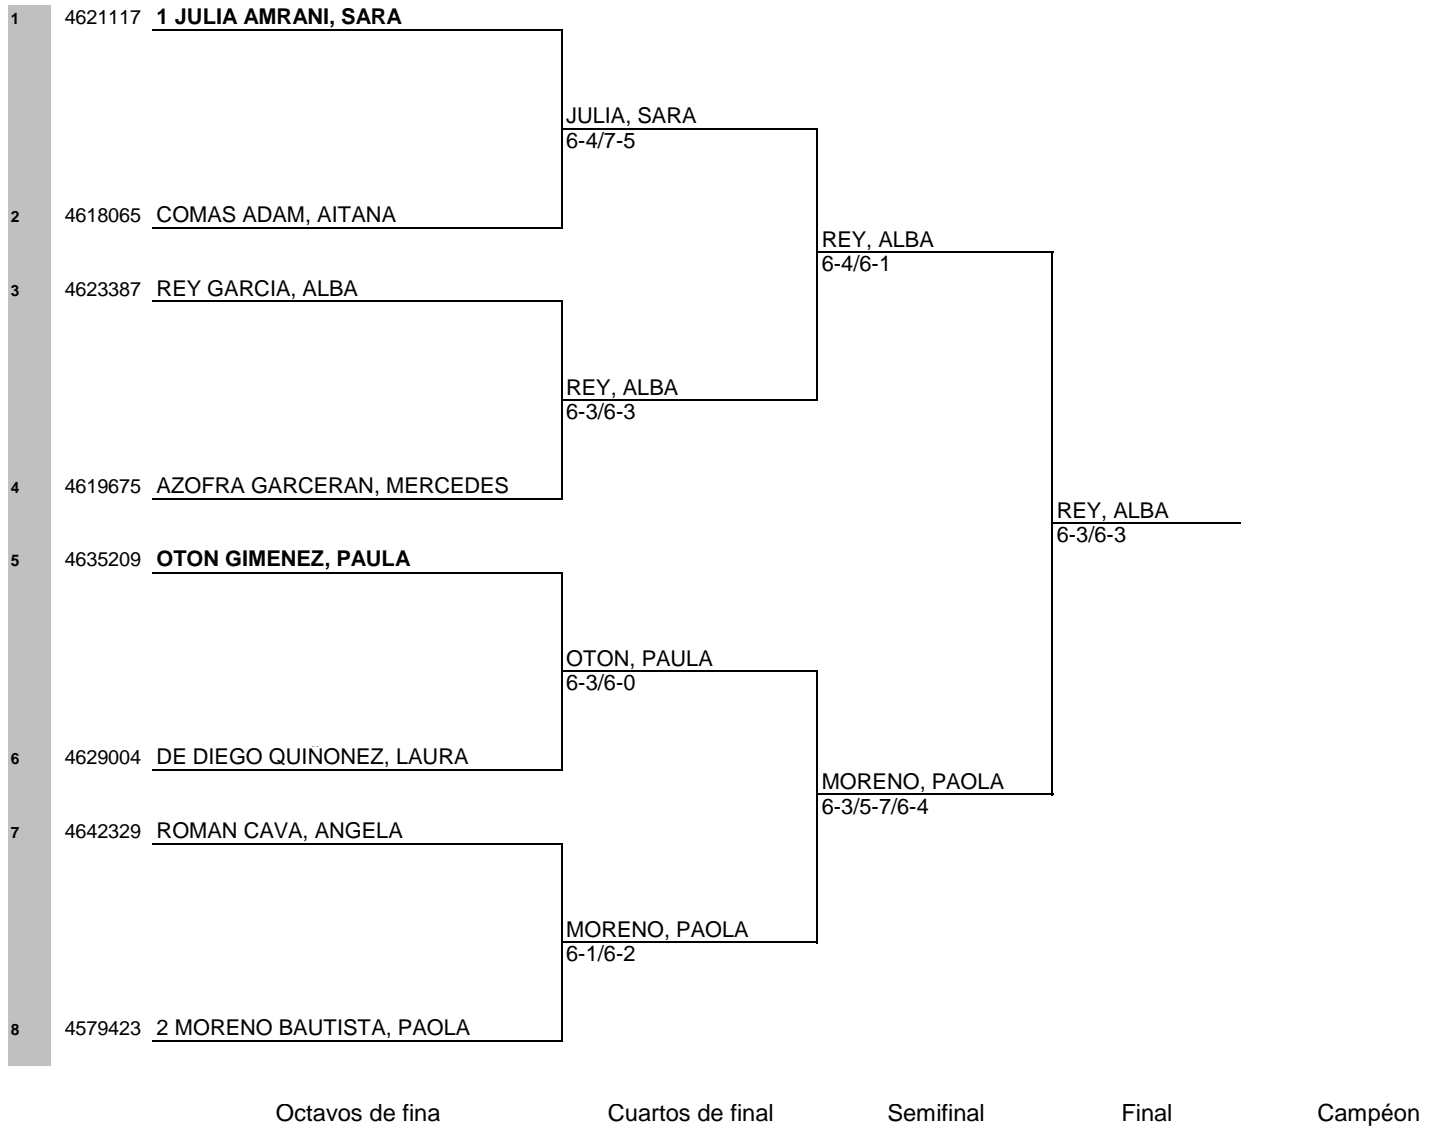 1 4621117 1 JULIA AMRANI, SARA
JULIA, SARA
6-4/7-5
2 4618065 COMAS ADAM, AITANA
REY, ALBA
6-4/6-1
3 4623387 REY GARCIA, ALBA
REY, ALBA
6-3/6-3
4 4619675 AZOFRA GARCERAN, MERCEDES
REY, ALBA
6-3/6-3
5 4635209 OTON GIMENEZ, PAULA
OTON, PAULA
6-3/6-0
6 4629004 DE DIEGO QUIÑONEZ, LAURA
MORENO, PAOLA
6-3/5-7/6-4
7 4642329 ROMAN CAVA, ANGELA
MORENO, PAOLA
6-1/6-2
8 4579423 2 MORENO BAUTISTA, PAOLA
Octavos de fina Cuartos de final Semifinal Final Campéon